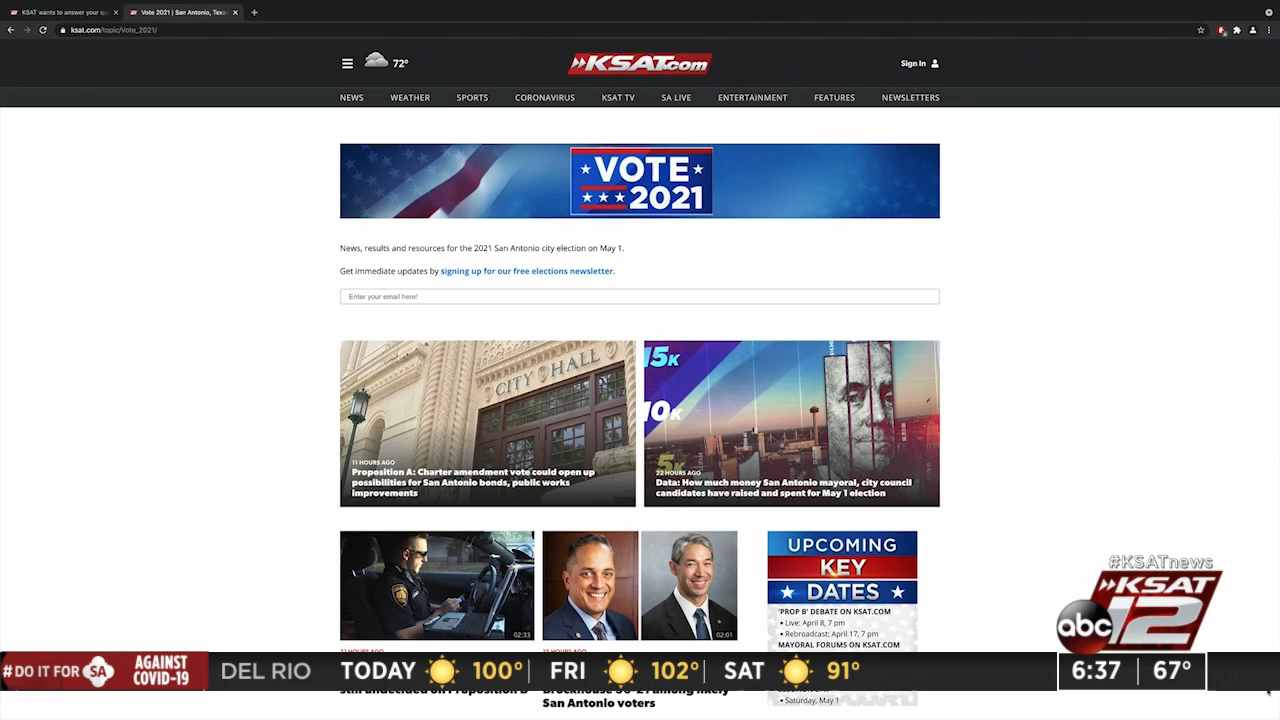 KSAT wants to answer your qu
Vote 2021 | San Antonio, Texa
ksat.com/topic/Vote_2021/
72°
KSAT.com
Sign In
NEWS
WEATHER
SPORTS
CORONAVIRUS
KSAT TV
SA LIVE
ENTERTAINMENT
FEATURES
NEWSLETTERS
VOTE
2021
News, results and resources for the 2021 San Antonio city election on May 1.
Get immediate updates by signing up for our free elections newsletter.
Enter your email here!
CITY HALL
11 HOURS AGO
Proposition A: Charter amendment vote could open up
possibilities for San Antonio bonds, public works
improvements
15K
10K
5K
22 HOURS AGO
Data: How much money San Antonio mayoral, city council
candidates have raised and spent for May 1 election
02:33
02:01
UPCOMING
KEY
DATES
'PROP B' DEBATE ON KSAT.COM
• Live: April 8, 7 pm
• Rebroadcast: April 17, 7 pm
MAYORAL FORUMS ON KSAT.COM
San Antonio voters
• Saturday, May 1
#KSATnews
KSAT
abc 12
#DO IT FOR SA
AGAINST
COVID-19
DEL RIO
TODAY 100°
FRI 102°
SAT 91°
6:37
67°